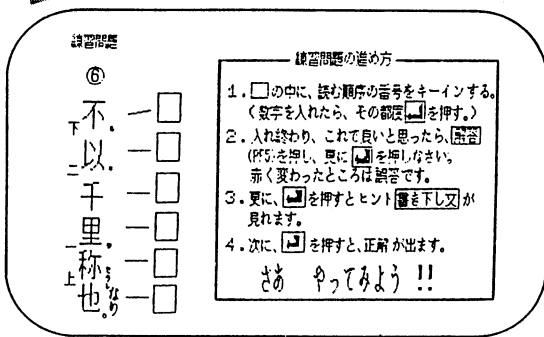 練習問題
⑥
不下以二千里一称上也なり。
練習問題の進め方
1.□の中に、読む順序の番号をキーインする。
(数字を入れたら、その都度↵を押す。)
2.入れ終わり、これで良いと思ったら、解答
(PF5)を押し、更に↵を押しなさい。
赤く変わったところは誤答です。
3.更に、↵を押すとヒント書き下し文が
見れます。
4.次に、↵を押すと、正解が出ます。
さあ やってみよう!!